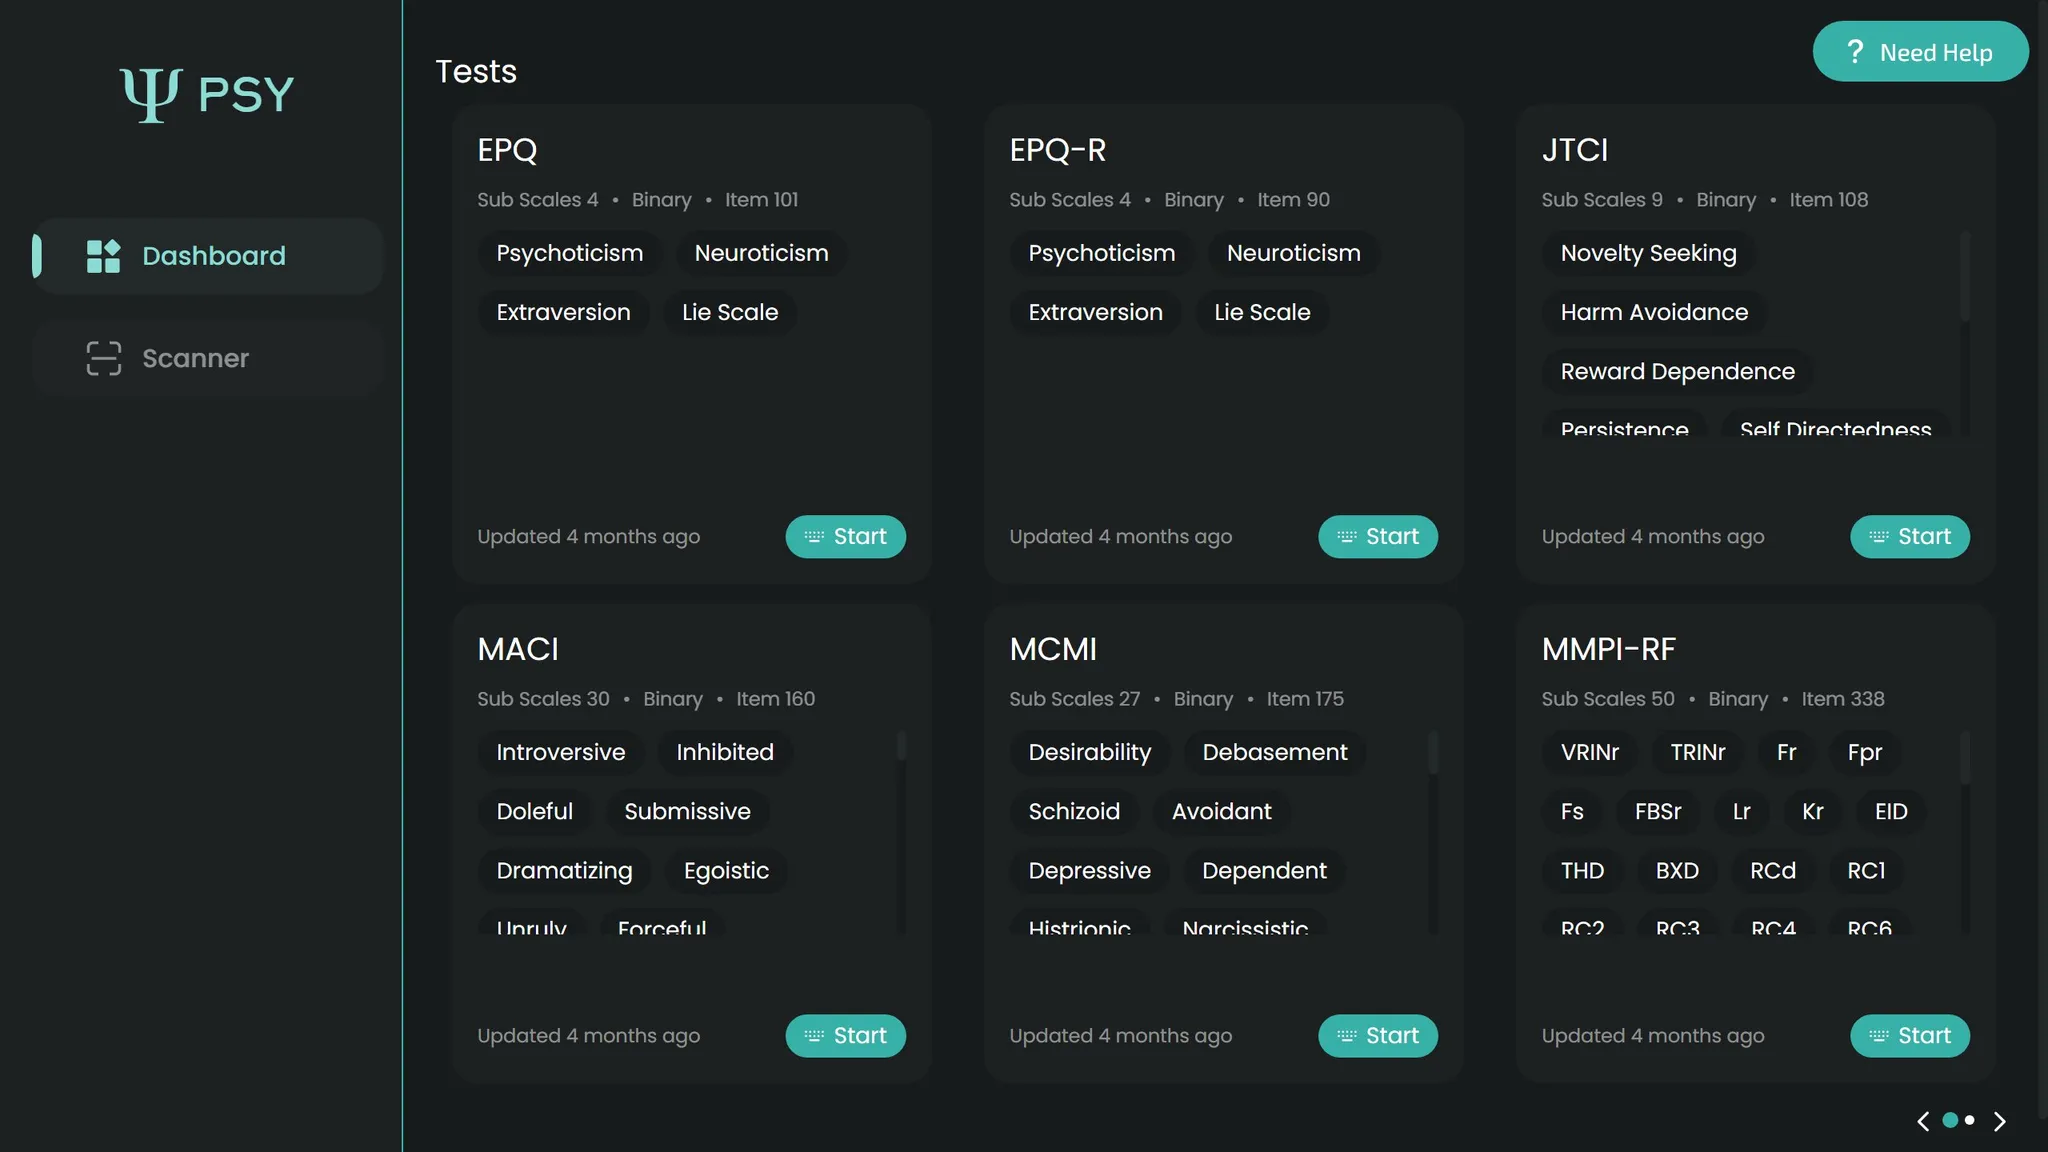 Ψ PSY
Dashboard
Scanner
Tests
? Need Help
EPQ
Sub Scales 4 • Binary • Item 101
Psychoticism Neuroticism
Extraversion Lie Scale
Updated 4 months ago Start
EPQ-R
Sub Scales 4 • Binary • Item 90
Psychoticism Neuroticism
Extraversion Lie Scale
Updated 4 months ago Start
JTCI
Sub Scales 9 • Binary • Item 108
Novelty Seeking
Harm Avoidance
Reward Dependence
Persistence Self Directedness
Updated 4 months ago Start
MACI
Sub Scales 30 • Binary • Item 160
Introversive Inhibited
Doleful Submissive
Dramatizing Egoistic
Unruly Forceful
Updated 4 months ago Start
MCMI
Sub Scales 27 • Binary • Item 175
Desirability Debasement
Schizoid Avoidant
Depressive Dependent
Histrionic Narcissistic
Updated 4 months ago Start
MMPI-RF
Sub Scales 50 • Binary • Item 338
VRINr TRINr Fr Fpr
Fs FBSr Lr Kr EID
THD BXD RCd RC1
RC2 RC3 RC4 RC6
Updated 4 months ago Start